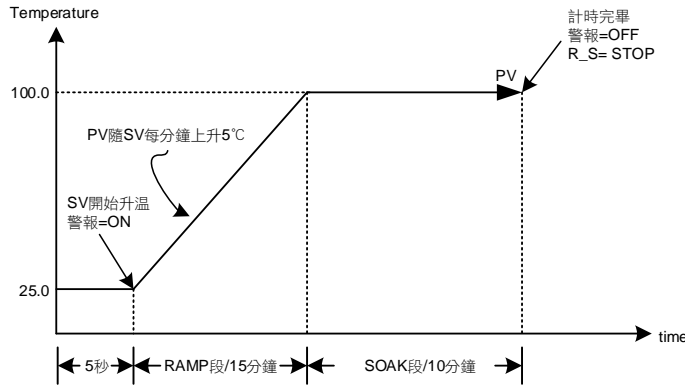 Temperature
計時完畢
警報=OFF
R_S= STOP
100.0
PV
PV隨SV每分鐘上升5℃
SV開始升温
警報=ON
25.0
time
5秒
RAMP段/15分鐘
SOAK段/10分鐘